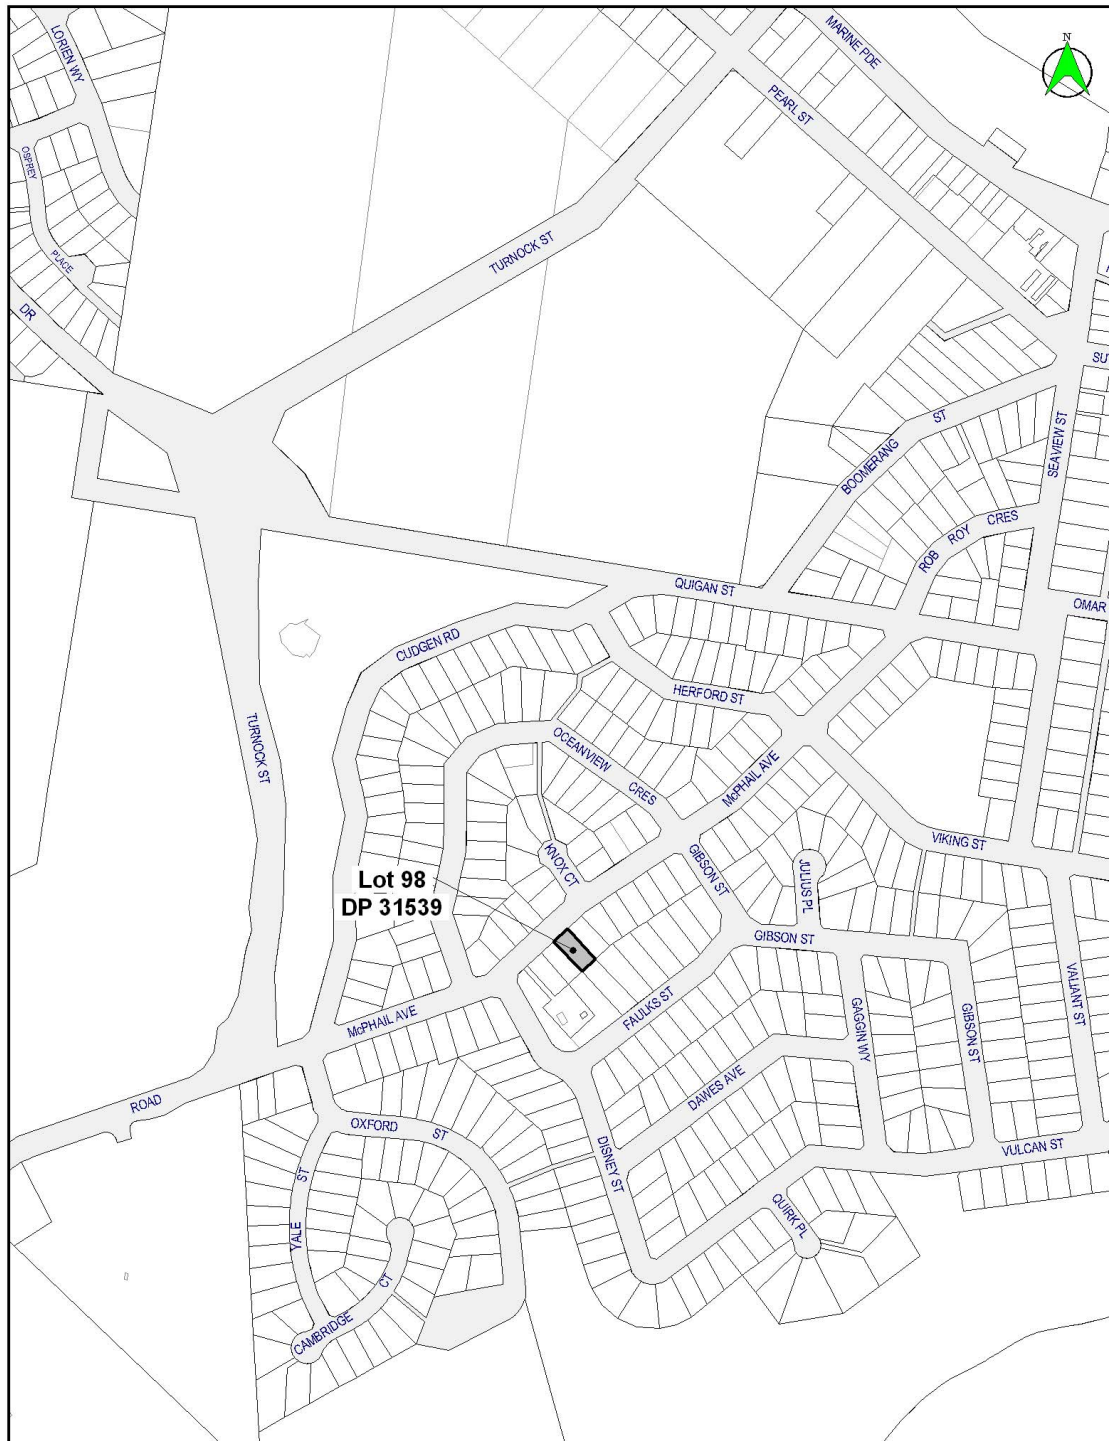 LORIEN WY
MARINE PDE
N
PEARL ST
OSPREY
PLACE
TURNOCK ST
DR
SU
BOOMERANG
ST
SEAVIEW ST
ROB
ROY
CRES
QUIGAN ST
OMAR
CUDGEN RD
HERFORD ST
TURNOCK ST
OCEANVIEW
CRES
McPHAIL AVE
VIKING ST
KNOX CT
GIBSON ST
JULIUS PL
Lot 98
DP 31539
GIBSON ST
FAULKS ST
VALIANT ST
McPHAIL AVE
GAGGIN WY
GIBSON ST
DAWES AVE
ROAD
OXFORD
ST
DISNEY ST
VULCAN ST
ST
YALE
QUIRK PL
CT
CAMBRIDGE